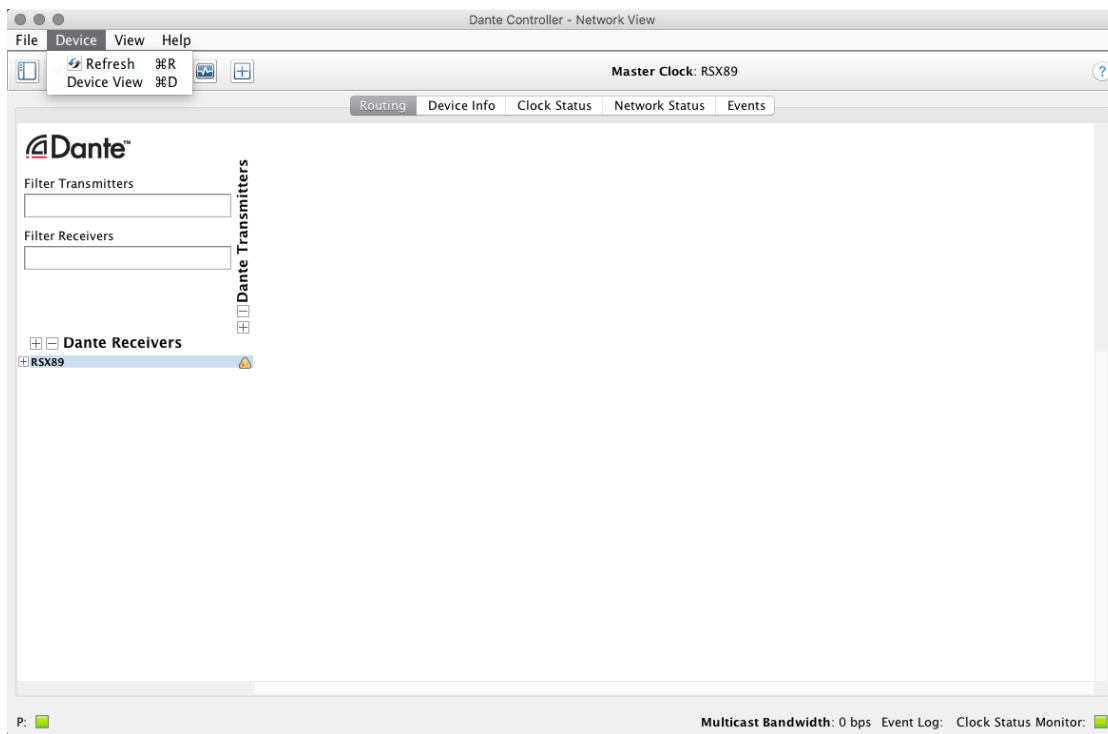 Dante Controller - Network View
File Device View Help
Refresh ⌘R
Device View ⌘D
Master Clock: RSX89
?
Routing Device Info Clock Status Network Status Events
Dante™
Filter Transmitters
Filter Receivers
Dante Transmitters
Dante Receivers
RSX89
P: Multicast Bandwidth: 0 bps Event Log: Clock Status Monitor: